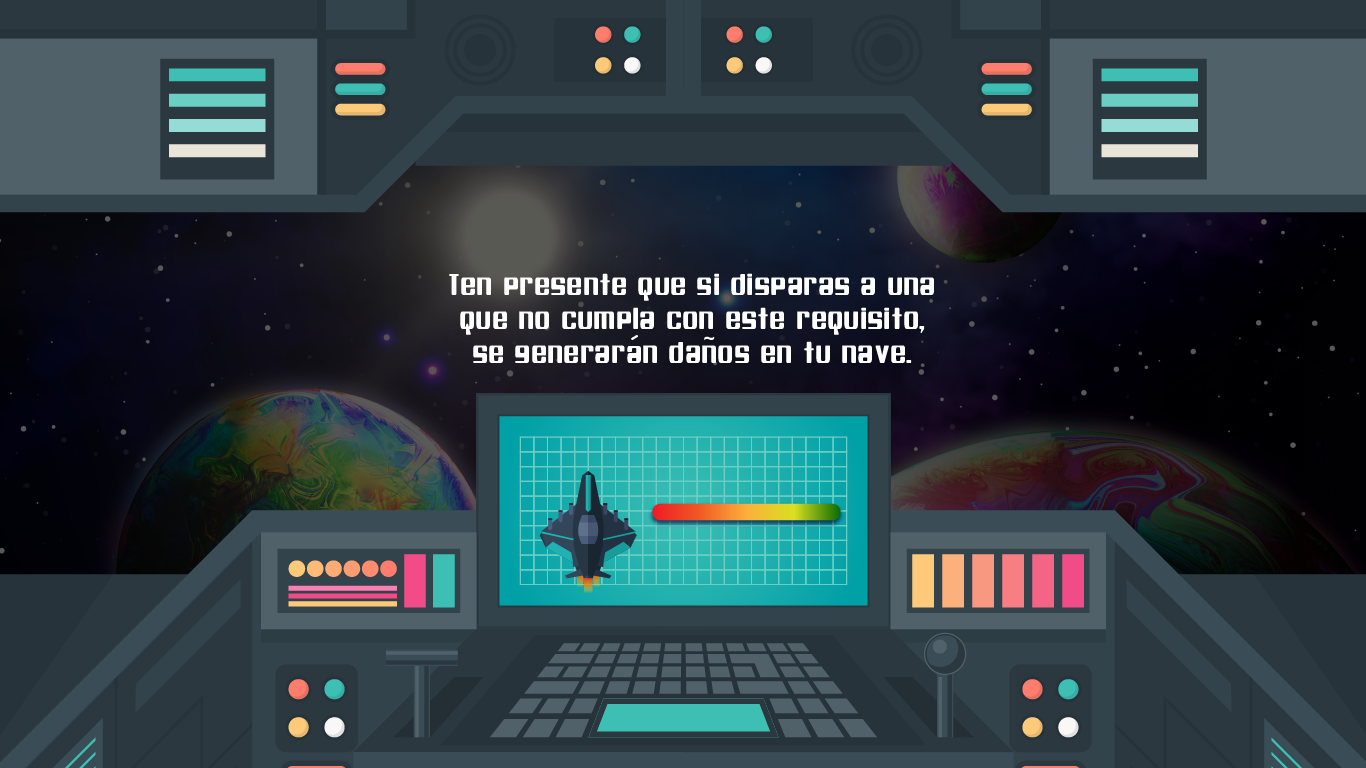 Ten presente que si disparas a una
que no cumpla con este requisito,
se generarán daños en tu nave.